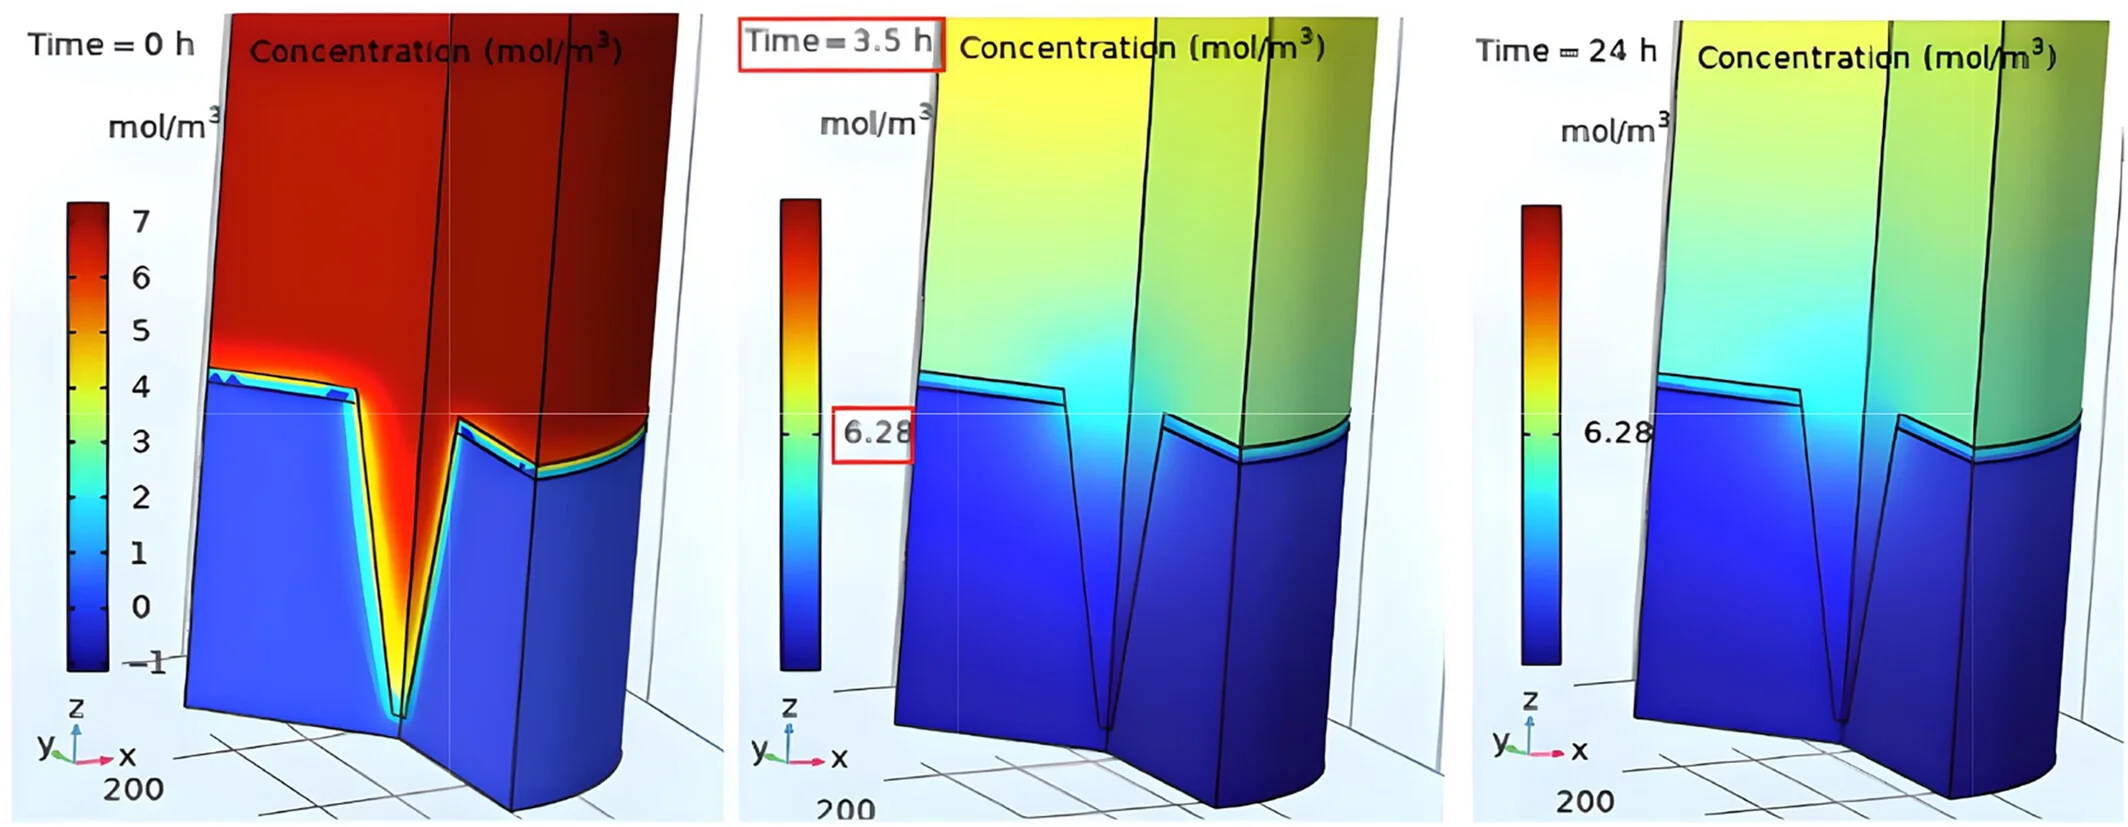 Time = 0 h
Concentration (mol/m³)
mol/m³
7
6
5
4
3
2
1
0
−1
z
y
x
200
Time = 3.5 h
Concentration (mol/m³)
mol/m³
6.28
z
y
x
200
Time = 24 h
Concentration (mol/m³)
mol/m³
6.28
z
y
x
200